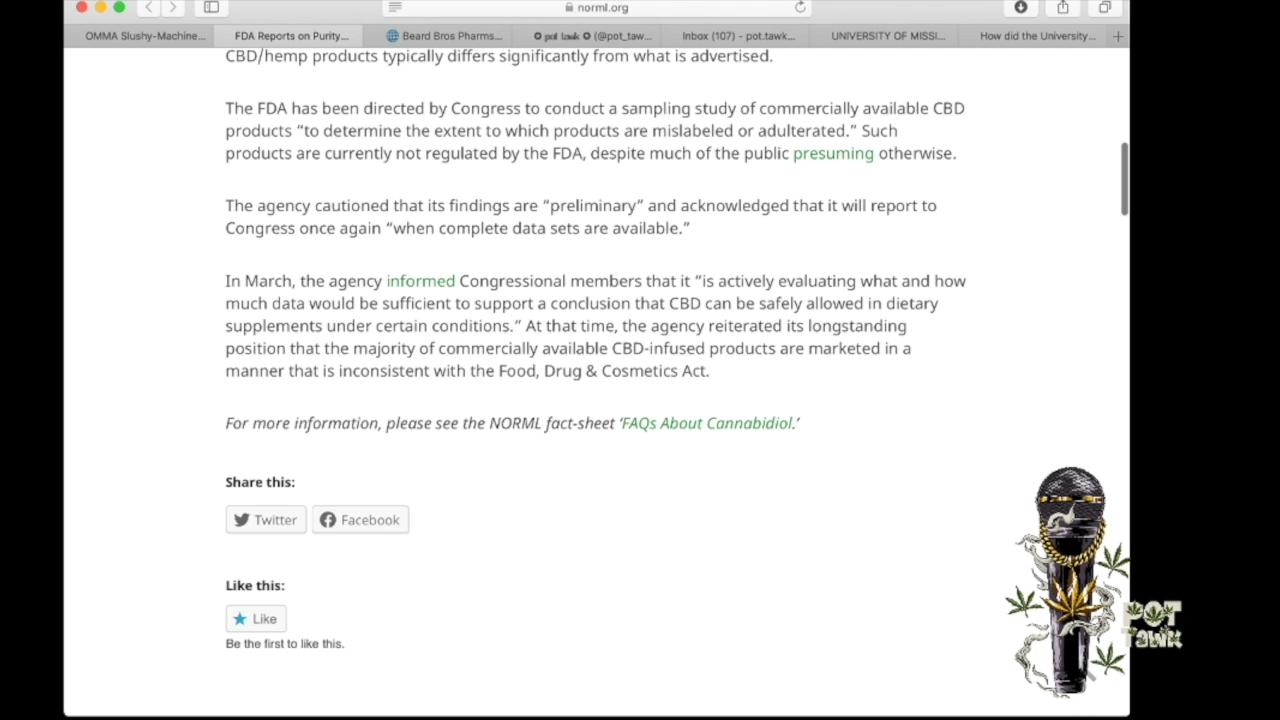 norml.org
OMMA Slushy-Machine...
FDA Reports on Purity...
Beard Bros Pharms...
✪ pot tawk ✪ (@pot_taw...
Inbox (107) - pot.tawk...
UNIVERSITY OF MISSI...
How did the University...
CBD/hemp products typically differs significantly from what is advertised.
The FDA has been directed by Congress to conduct a sampling study of commercially available CBD
products “to determine the extent to which products are mislabeled or adulterated.” Such
products are currently not regulated by the FDA, despite much of the public presuming otherwise.
The agency cautioned that its findings are “preliminary” and acknowledged that it will report to
Congress once again “when complete data sets are available.”
In March, the agency informed Congressional members that it “is actively evaluating what and how
much data would be sufficient to support a conclusion that CBD can be safely allowed in dietary
supplements under certain conditions.” At that time, the agency reiterated its longstanding
position that the majority of commercially available CBD-infused products are marketed in a
manner that is inconsistent with the Food, Drug & Cosmetics Act.
For more information, please see the NORML fact-sheet ‘FAQs About Cannabidiol.’
Share this:
Twitter
Facebook
Like this:
Like
Be the first to like this.
POT
TAWK